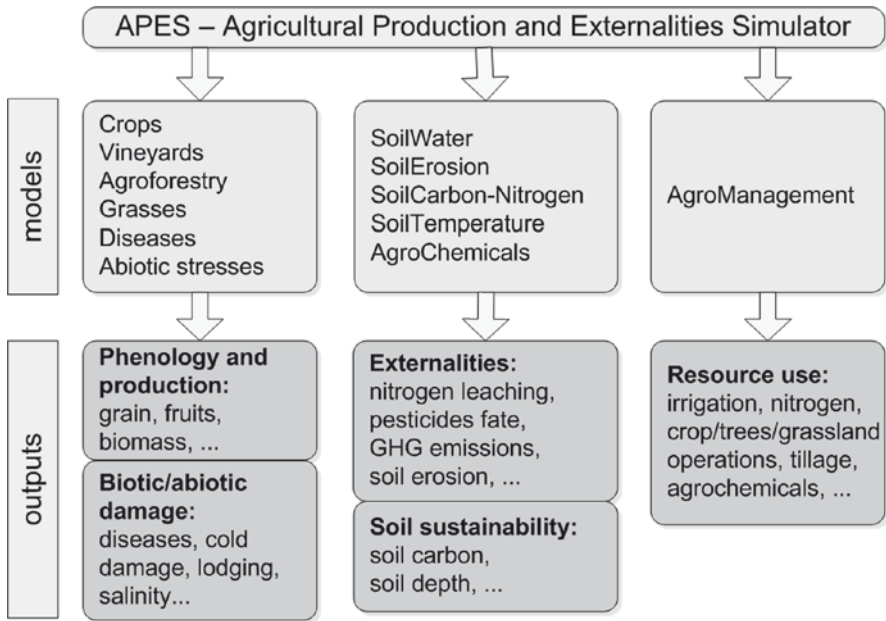 APES – Agricultural Production and Externalities Simulator
models
Crops
Vineyards
Agroforestry
Grasses
Diseases
Abiotic stresses
SoilWater
SoilErosion
SoilCarbon-Nitrogen
SoilTemperature
AgroChemicals
AgroManagement
outputs
Phenology and
production:
grain, fruits,
biomass, ...
Biotic/abiotic
damage:
diseases, cold
damage, lodging,
salinity...
Externalities:
nitrogen leaching,
pesticides fate,
GHG emissions,
soil erosion, ...
Soil sustainability:
soil carbon,
soil depth, ...
Resource use:
irrigation, nitrogen,
crop/trees/grassland
operations, tillage,
agrochemicals, ...